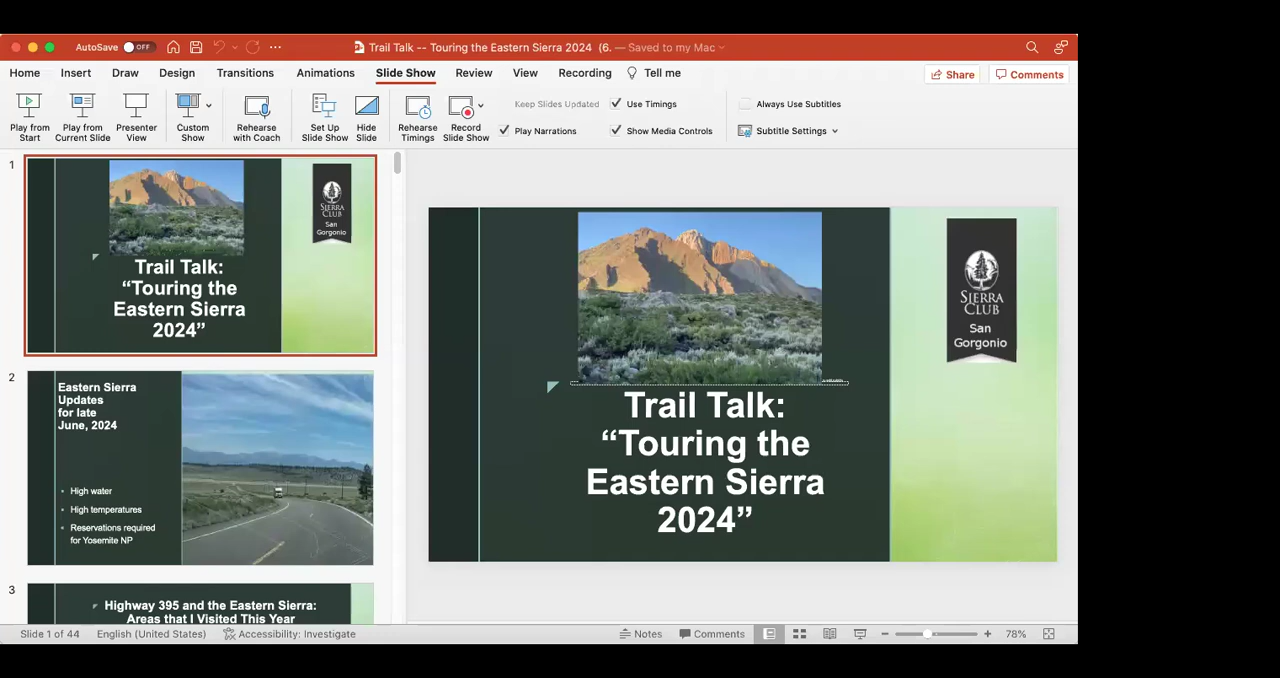 AutoSave OFF
Trail Talk -- Touring the Eastern Sierra 2024 (6. — Saved to my Mac
Home Insert Draw Design Transitions Animations Slide Show Review View Recording Tell me
Share Comments
Play from Start
Play from Current Slide
Presenter View
Custom Show
Rehearse with Coach
Set Up Slide Show
Hide Slide
Rehearse Timings
Record Slide Show
Keep Slides Updated
Use Timings
Play Narrations
Show Media Controls
Always Use Subtitles
Subtitle Settings
1
SIERRA
CLUB
San
Gorgonio
Trail Talk:
“Touring the
Eastern Sierra
2024”
2
Eastern Sierra
Updates
for late
June, 2024
• High water
• High temperatures
• Reservations required
for Yosemite NP
3
Highway 395 and the Eastern Sierra:
Areas that I Visited This Year
SIERRA
CLUB
San
Gorgonio
Trail Talk:
“Touring the
Eastern Sierra
2024”
Slide 1 of 44 English (United States) Accessibility: Investigate
Notes Comments 78%